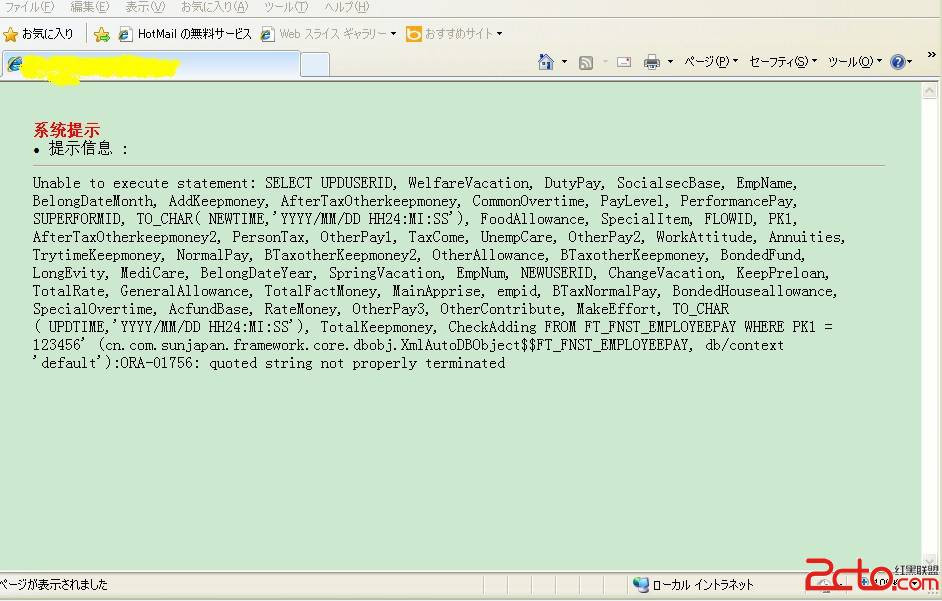 ファイル(F) 編集(E) 表示(V) お気に入り(A) ツール(T) ヘルプ(H)
お気に入り HotMail の無料サービス Web スライス ギャラリー おすすめサイト
ページ(P) セーフティ(S) ツール(O) »
系统提示
• 提示信息 :
Unable to execute statement: SELECT UPDUSERID, WelfareVacation, DutyPay, SocialsecBase, EmpName,
BelongDateMonth, AddKeepmoney, AfterTaxOtherkeepmoney, CommonOvertime, PayLevel, PerformancePay,
SUPERFORMID, TO_CHAR( NEWTIME,'YYYY/MM/DD HH24:MI:SS'), FoodAllowance, SpecialItem, FLOWID, PK1,
AfterTaxOtherkeepmoney2, PersonTax, OtherPay1, TaxCome, UnempCare, OtherPay2, WorkAttitude, Annuities,
TrytimeKeepmoney, NormalPay, BTaxotherKeepmoney2, OtherAllowance, BTaxotherKeepmoney, BondedFund,
LongEvity, MediCare, BelongDateYear, SpringVacation, EmpNum, NEWUSERID, ChangeVacation, KeepPreloan,
TotalRate, GeneralAllowance, TotalFactMoney, MainApprise, empid, BTaxNormalPay, BondedHouseallowance,
SpecialOvertime, AcfundBase, RateMoney, OtherPay3, OtherContribute, MakeEffort, TO_CHAR
( UPDTIME,'YYYY/MM/DD HH24:MI:SS'), TotalKeepmoney, CheckAdding FROM FT_FNST_EMPLOYEEPAY WHERE PK1 =
123456' (cn.com.sunjapan.framework.core.dbobj.XmlAutoDBObject$$FT_FNST_EMPLOYEEPAY, db/context
'default'):ORA-01756: quoted string not properly terminated
ページが表示されました ローカル イントラネット
2cto.com 红黑联盟